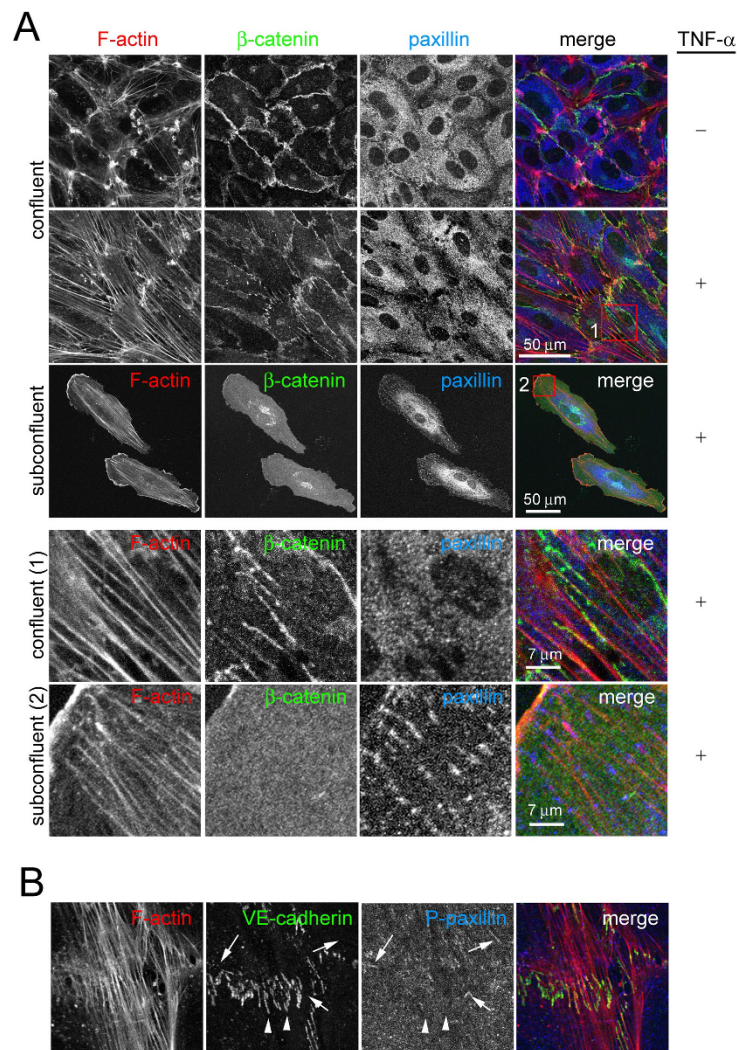 A
F-actin β-catenin paxillin merge TNF-α
confluent
−
+
1
50 μm
subconfluent
F-actin β-catenin paxillin merge
2
+
50 μm
confluent (1)
F-actin β-catenin paxillin merge
+
7 μm
subconfluent (2)
F-actin β-catenin paxillin merge
+
7 μm
B
F-actin VE-cadherin P-paxillin merge